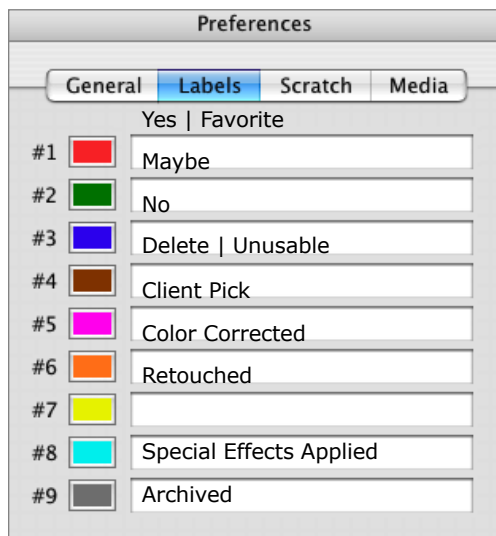 Preferences
General Labels Scratch Media
Yes | Favorite
#1 Maybe
#2 No
#3 Delete | Unusable
#4 Client Pick
#5 Color Corrected
#6 Retouched
#7
#8 Special Effects Applied
#9 Archived